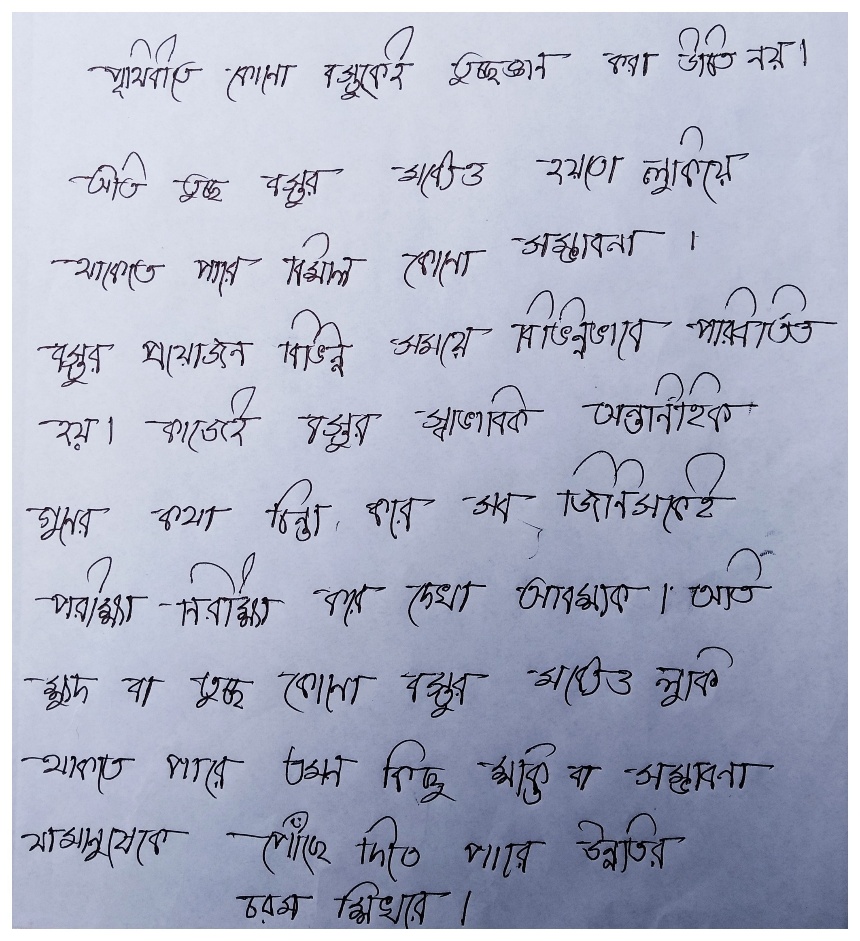 পৃথিবীতে কোনো বস্তুকেই তুচ্ছজ্ঞান করা উচিত নয়।
অতি তুচ্ছ বস্তুর মধ্যেও হয়তো লুকিয়ে
থাকতে পারে বিশাল কোনো সম্ভাবনা ।
বস্তুর প্রয়োজন বিভিন্ন সময়ে বিভিন্নভাবে পরিবর্তিত
হয়। কাজেই বস্তুর স্বাভাবিক অন্তর্নিহিক
গুনের কথা চিন্তা করে সব জিনিসকেই
পরীক্ষা-নিরীক্ষা করে দেখা আবশ্যক। অতি
ক্ষুদ বা তুচ্ছ কোনো বস্তুর মধ্যেও লুকি
থাকতে পারে তমন কিছু শক্তি বা সম্ভাবনা
যামানুষেকে পৌঁছে দিতে পারে উন্নতির
চরম শিখরে ।